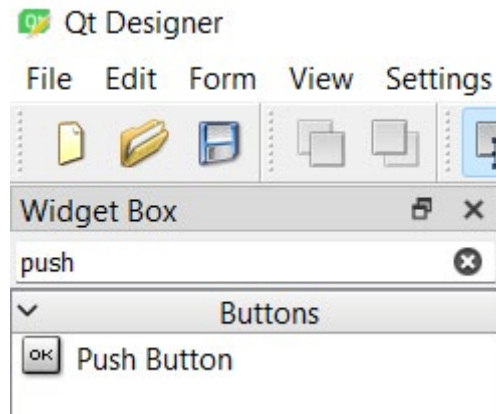 Qt Designer
File Edit Form View Settings
Widget Box
push
Buttons
OK Push Button